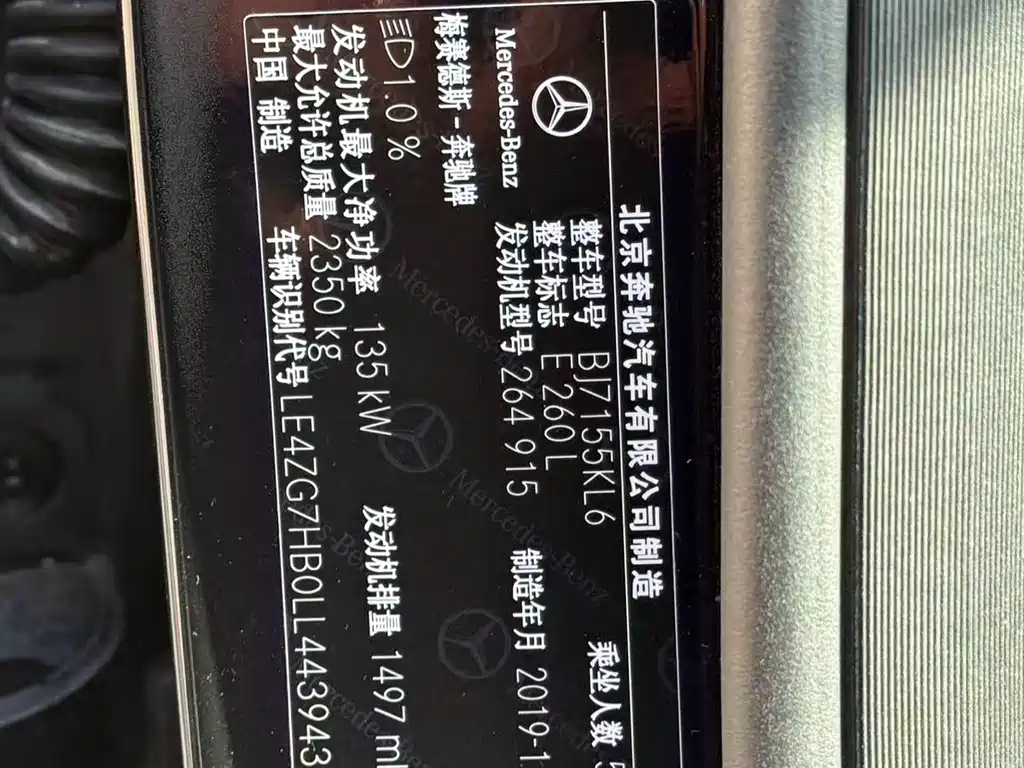 北京奔驰汽车有限公司制造
Mercedes-Benz
梅赛德斯-奔驰牌
整车型号 BJ7155KL6
乘坐人数
整车标志 E 260 L
发动机型号 264 915
制造年月 2019-1
1.0%
发动机最大净功率 135 kW
发动机排量 1497 ml
最大允许总质量 2350 kg
中国 制造
车辆识别代号 LE4ZG7HB0LL443943